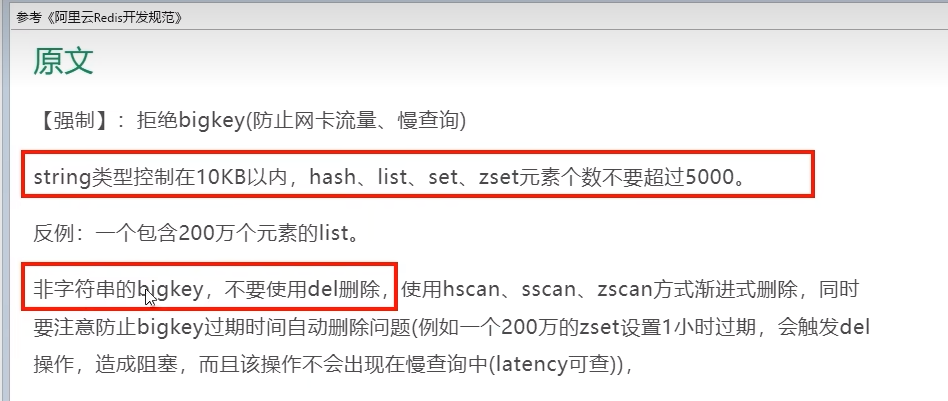 参考《阿里云Redis开发规范》
原文
【强制】：拒绝bigkey(防止网卡流量、慢查询)
string类型控制在10KB以内，hash、list、set、zset元素个数不要超过5000。
反例：一个包含200万个元素的list。
非字符串的bigkey，不要使用del删除，使用hscan、sscan、zscan方式渐进式删除，同时
要注意防止bigkey过期时间自动删除问题(例如一个200万的zset设置1小时过期，会触发del
操作，造成阻塞，而且该操作不会出现在慢查询中(latency可查))，